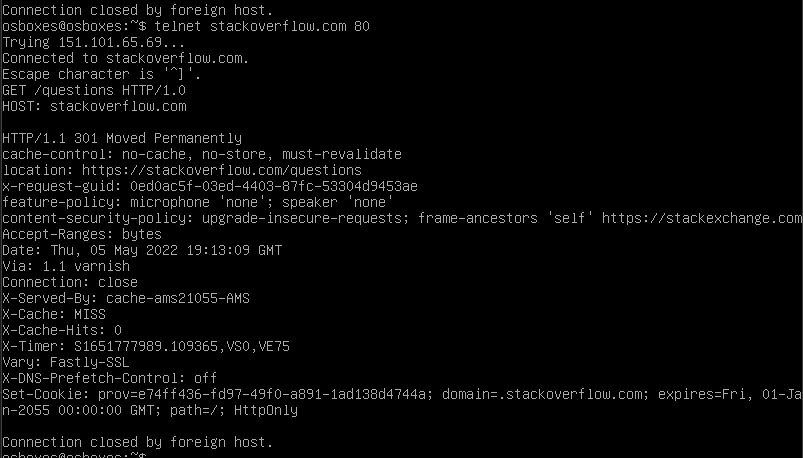 Connection closed by foreign host.
osboxes@osboxes:~$ telnet stackoverflow.com 80
Trying 151.101.65.69...
Connected to stackoverflow.com.
Escape character is '^]'.
GET /questions HTTP/1.0
HOST: stackoverflow.com

HTTP/1.1 301 Moved Permanently
cache-control: no-cache, no-store, must-revalidate
location: https://stackoverflow.com/questions
x-request-guid: 0ed0ac5f-03ed-4403-87fc-53304d9453ae
feature-policy: microphone 'none'; speaker 'none'
content-security-policy: upgrade-insecure-requests; frame-ancestors 'self' https://stackexchange.com
Accept-Ranges: bytes
Date: Thu, 05 May 2022 19:13:09 GMT
Via: 1.1 varnish
Connection: close
X-Served-By: cache-ams21055-AMS
X-Cache: MISS
X-Cache-Hits: 0
X-Timer: S1651777989.109365,VS0,VE75
Vary: Fastly-SSL
X-DNS-Prefetch-Control: off
Set-Cookie: prov=e74ff436-fd97-49f0-a891-1ad138d4744a; domain=.stackoverflow.com; expires=Fri, 01-Ja
n-2055 00:00:00 GMT; path=/; HttpOnly

Connection closed by foreign host.
osboxes@osboxes:~$